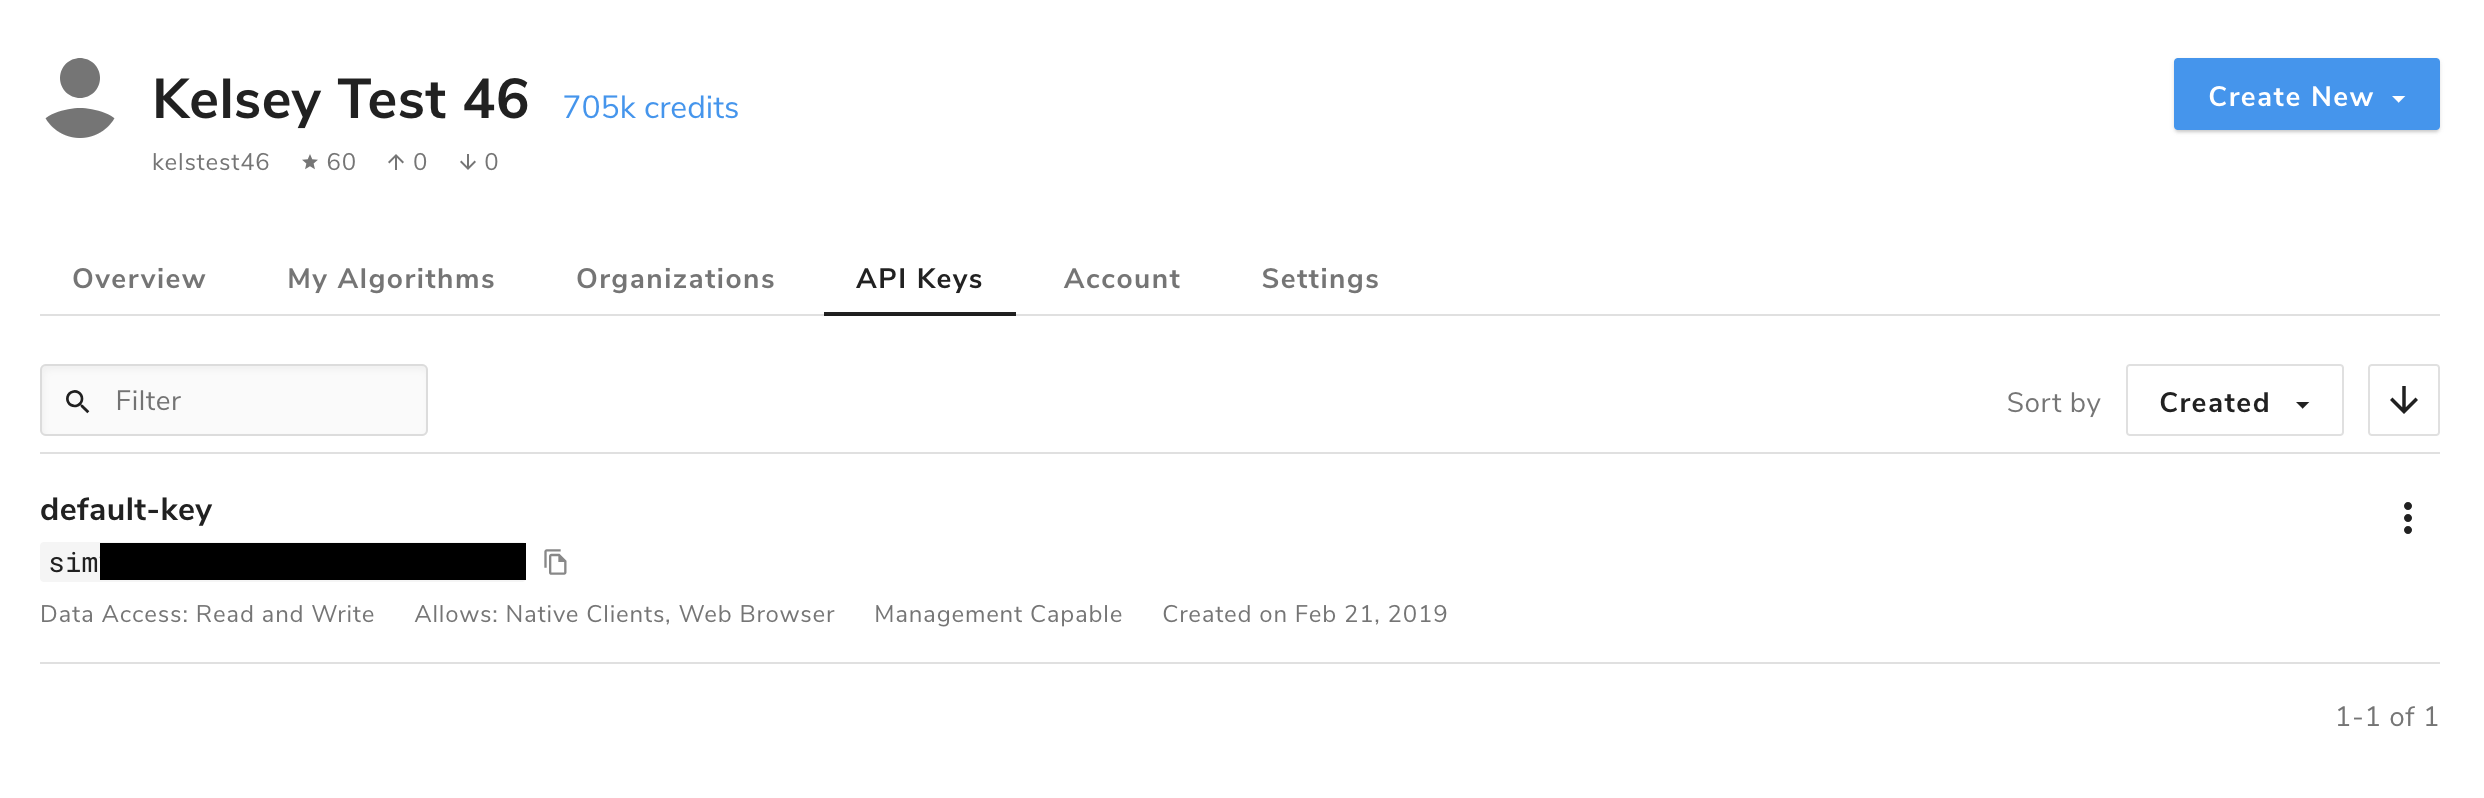 Kelsey Test 46 705k credits
Create New
kelstest46 ★ 60 ↑ 0 ↓ 0
Overview My Algorithms Organizations API Keys Account Settings
Filter
Sort by Created
default-key
sim
Data Access: Read and Write Allows: Native Clients, Web Browser Management Capable Created on Feb 21, 2019
1-1 of 1